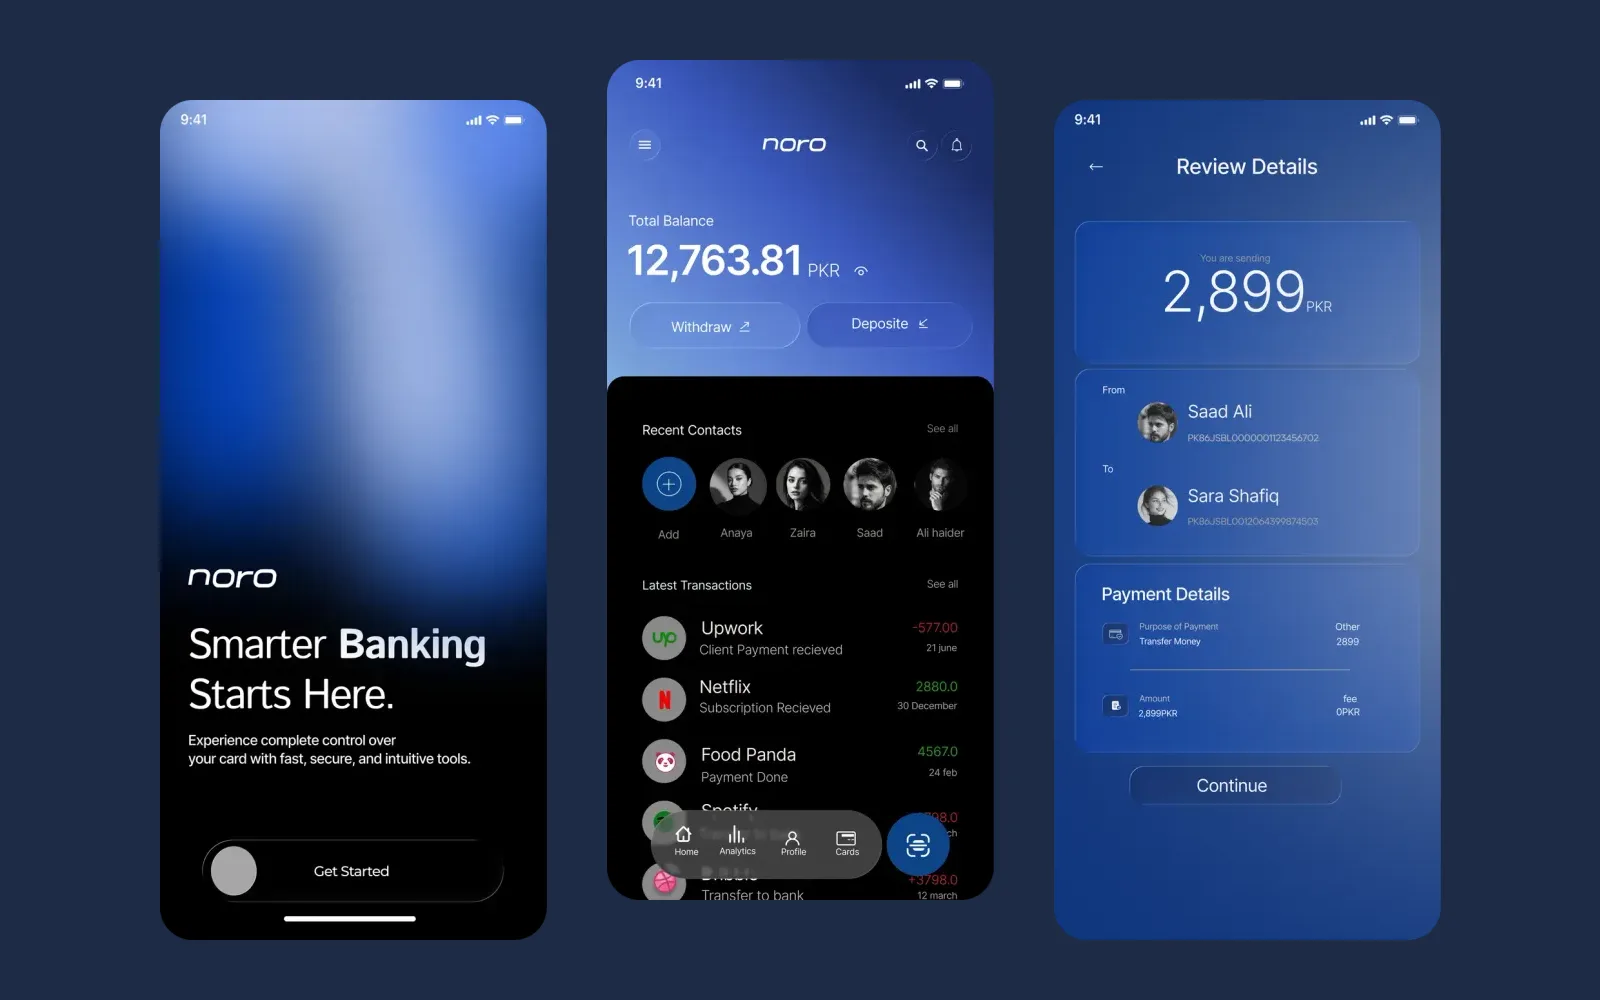 9:41
noro
Smarter Banking
Starts Here.
Experience complete control over
your card with fast, secure, and intuitive tools.
Get Started
9:41
noro
Total Balance
12,763.81 PKR
Withdraw
Deposite
Recent Contacts
See all
Add
Anaya
Zaira
Saad
Ali haider
Latest Transactions
See all
up
Upwork
-577.00
Client Payment recieved
21 june
N
Netflix
2880.0
Subscription Recieved
30 December
Food Panda
4567.0
Payment Done
24 feb
Spotify
Home
Analytics
Profile
Cards
+3798.0
Transfer to bank
12 march
9:41
Review Details
You are sending
2,899 PKR
From
Saad Ali
PK86JSBL0000001123456702
To
Sara Shafiq
PK86JSBL0012064399874503
Payment Details
Purpose of Payment
Other
Transfer Money
2899
Amount
fee
2,899PKR
0PKR
Continue